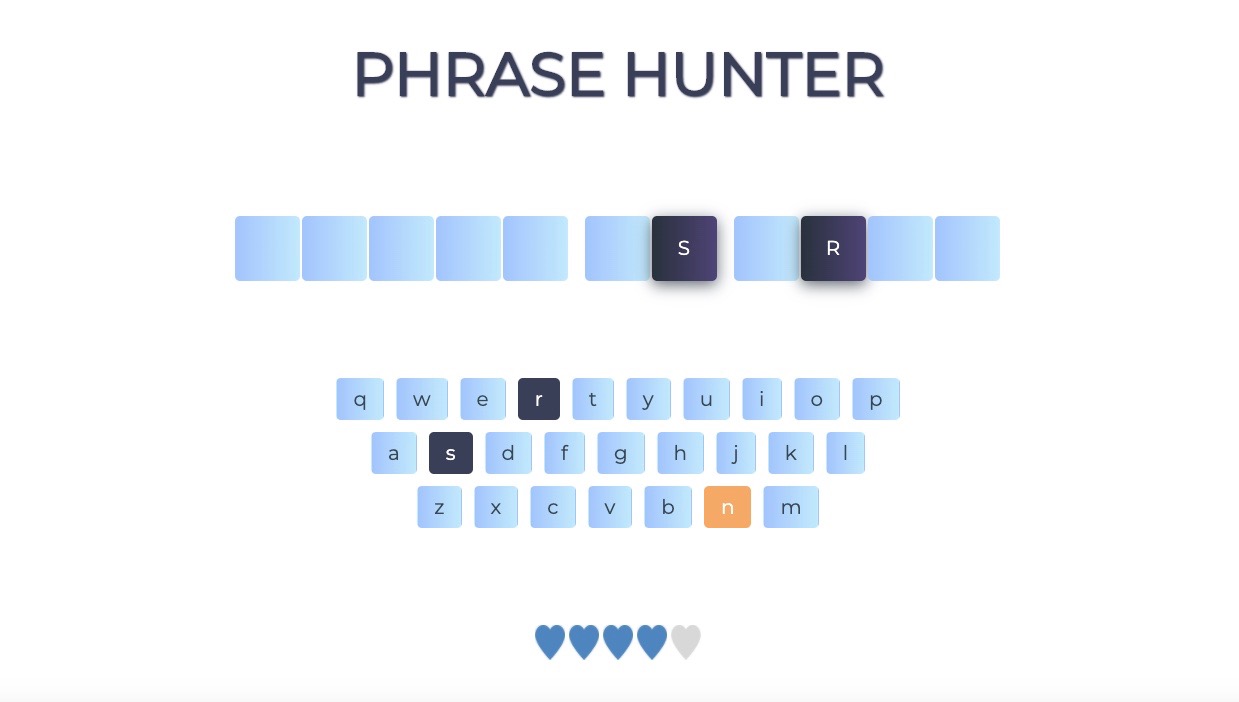 PHRASE HUNTER
S R
q w e r t y u i o p
a s d f g h j k l
z x c v b n m